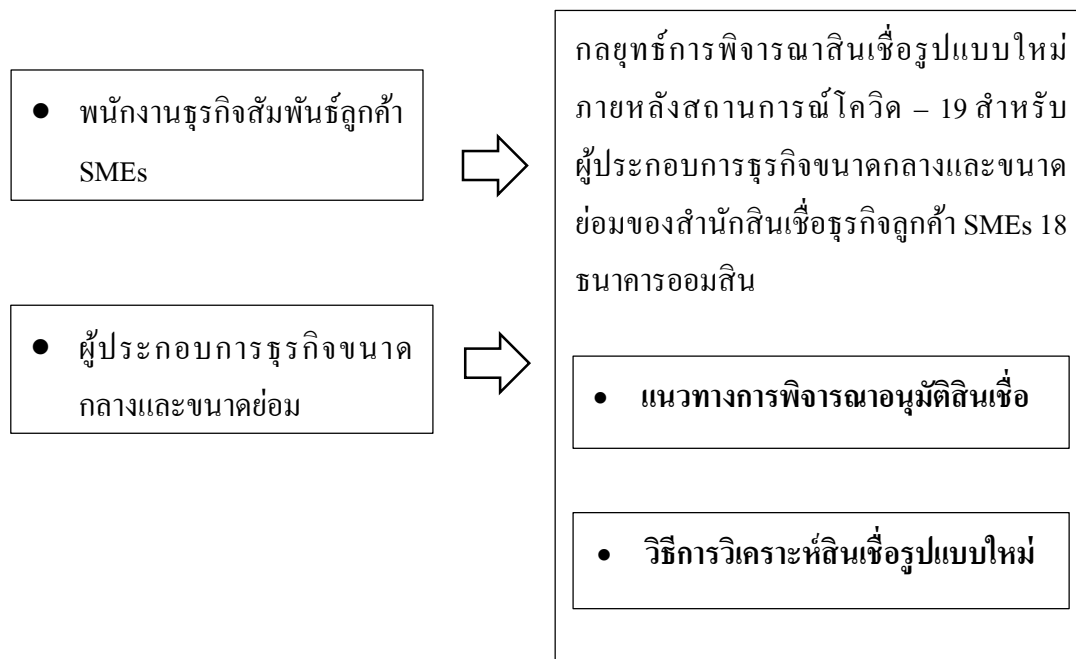 ● พนักงานธุรกิจสัมพันธ์ลูกค้า
SMEs
● ผู้ประกอบการธุรกิจขนาด
กลางและขนาดย่อม
กลยุทธ์การพิจารณาสินเชื่อรูปแบบใหม่
ภายหลังสถานการณ์โควิด – 19 สำหรับ
ผู้ประกอบการธุรกิจขนาดกลางและขนาด
ย่อมของสำนักสินเชื่อธุรกิจลูกค้า SMEs 18
ธนาคารออมสิน
● แนวทางการพิจารณาอนุมัติสินเชื่อ
● วิธีการวิเคราะห์สินเชื่อรูปแบบใหม่